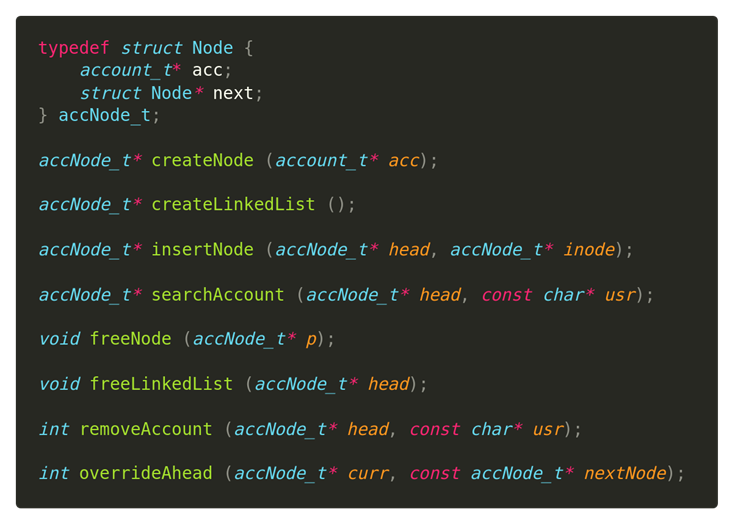 typedef struct Node {
    account_t* acc;
    struct Node* next;
} accNode_t;

accNode_t* createNode (account_t* acc);

accNode_t* createLinkedList ();

accNode_t* insertNode (accNode_t* head, accNode_t* inode);

accNode_t* searchAccount (accNode_t* head, const char* usr);

void freeNode (accNode_t* p);

void freeLinkedList (accNode_t* head);

int removeAccount (accNode_t* head, const char* usr);

int overrideAhead (accNode_t* curr, const accNode_t* nextNode);